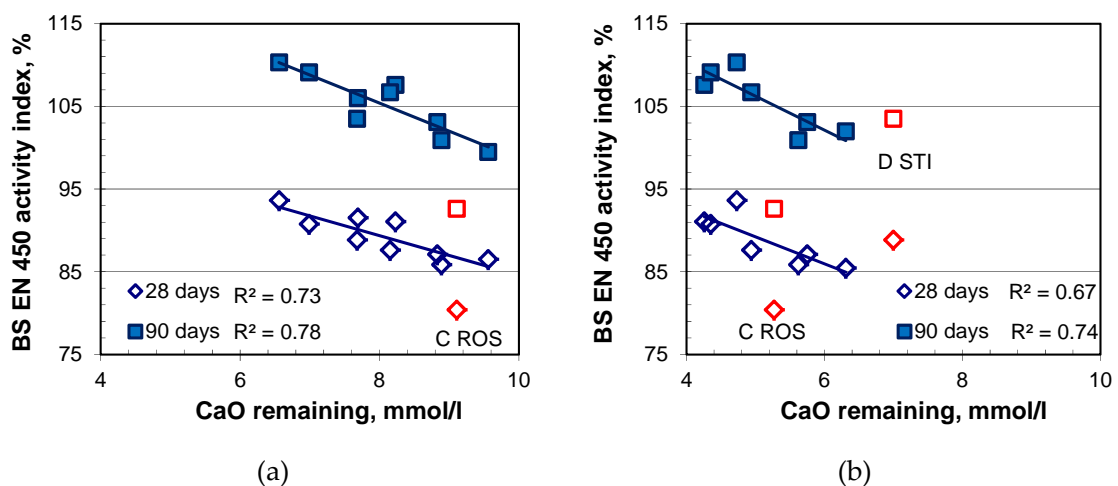 BS EN 450 activity index, %
115
105
95
85
75
28 days R² = 0.73
90 days R² = 0.78
C ROS
4 6 8 10
CaO remaining, mmol/l
(a)
BS EN 450 activity index, %
115
105
95
85
75
D STI
28 days R² = 0.67
C ROS
90 days R² = 0.74
4 6 8 10
CaO remaining, mmol/l
(b)